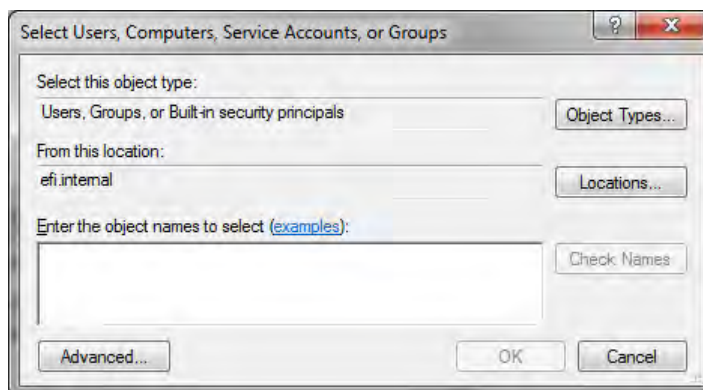 Select Users, Computers, Service Accounts, or Groups
?
Select this object type:
Users, Groups, or Built-in security principals
Object Types...
From this location:
efi.internal
Locations...
Enter the object names to select (examples):
Check Names
Advanced...
OK
Cancel